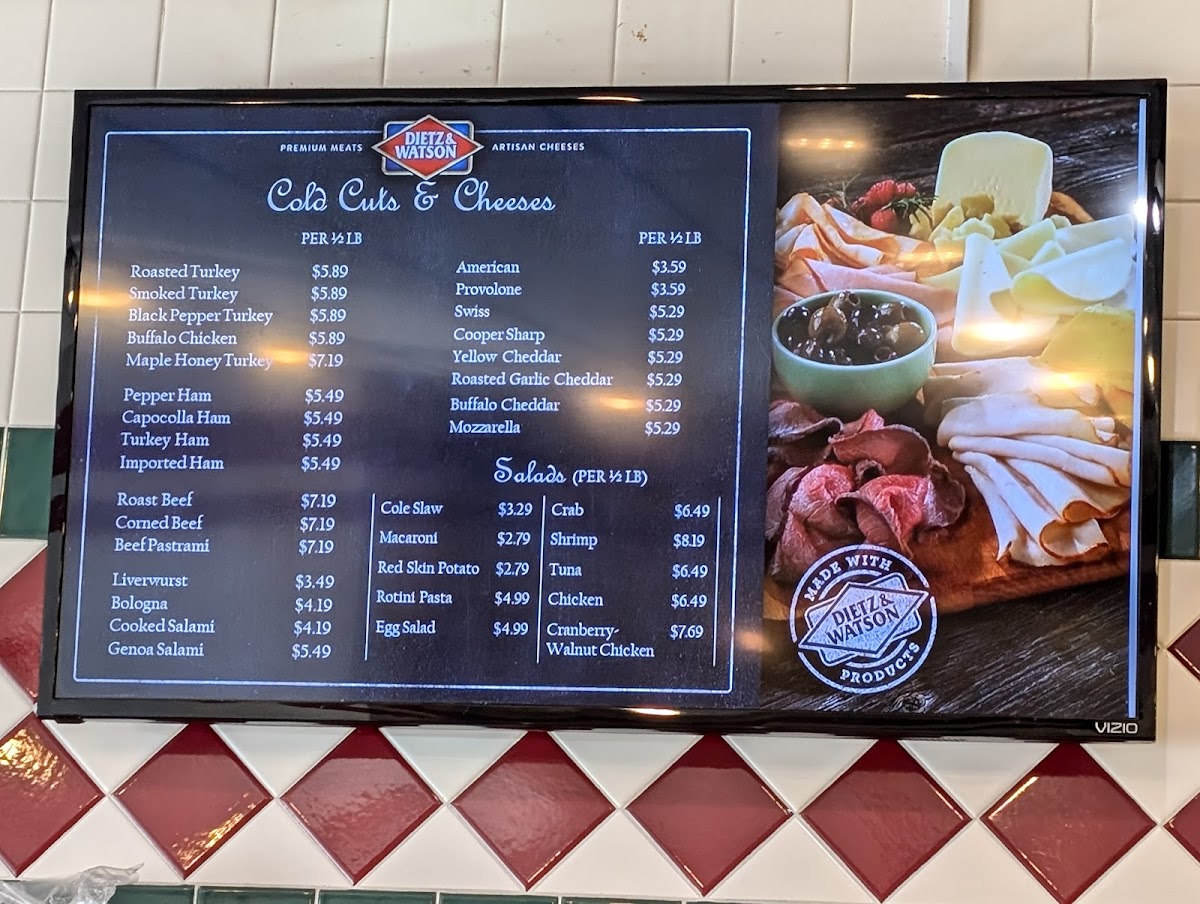 PREMIUM MEATS DIETZ & WATSON ARTISAN CHEESES
Cold Cuts & Cheeses
PER ½ LB
Roasted Turkey $5.89
Smoked Turkey $5.89
Black Pepper Turkey $5.89
Buffalo Chicken $5.89
Maple Honey Turkey $7.19
Pepper Ham $5.49
Capocolla Ham $5.49
Turkey Ham $5.49
Imported Ham $5.49
Roast Beef $7.19
Corned Beef $7.19
Beef Pastrami $7.19
Liverwurst $3.49
Bologna $4.19
Cooked Salami $4.19
Genoa Salami $5.49
PER ½ LB
American $3.59
Provolone $3.59
Swiss $5.29
Cooper Sharp $5.29
Yellow Cheddar $5.29
Roasted Garlic Cheddar $5.29
Buffalo Cheddar $5.29
Mozzarella $5.29
Salads (PER ½ LB)
Cole Slaw $3.29
Macaroni $2.79
Red Skin Potato $2.79
Rotini Pasta $4.99
Egg Salad $4.99
Crab $6.49
Shrimp $8.19
Tuna $6.49
Chicken $6.49
Cranberry- $7.69
Walnut Chicken
MADE WITH
DIETZ &
WATSON
PRODUCTS
VIZIO